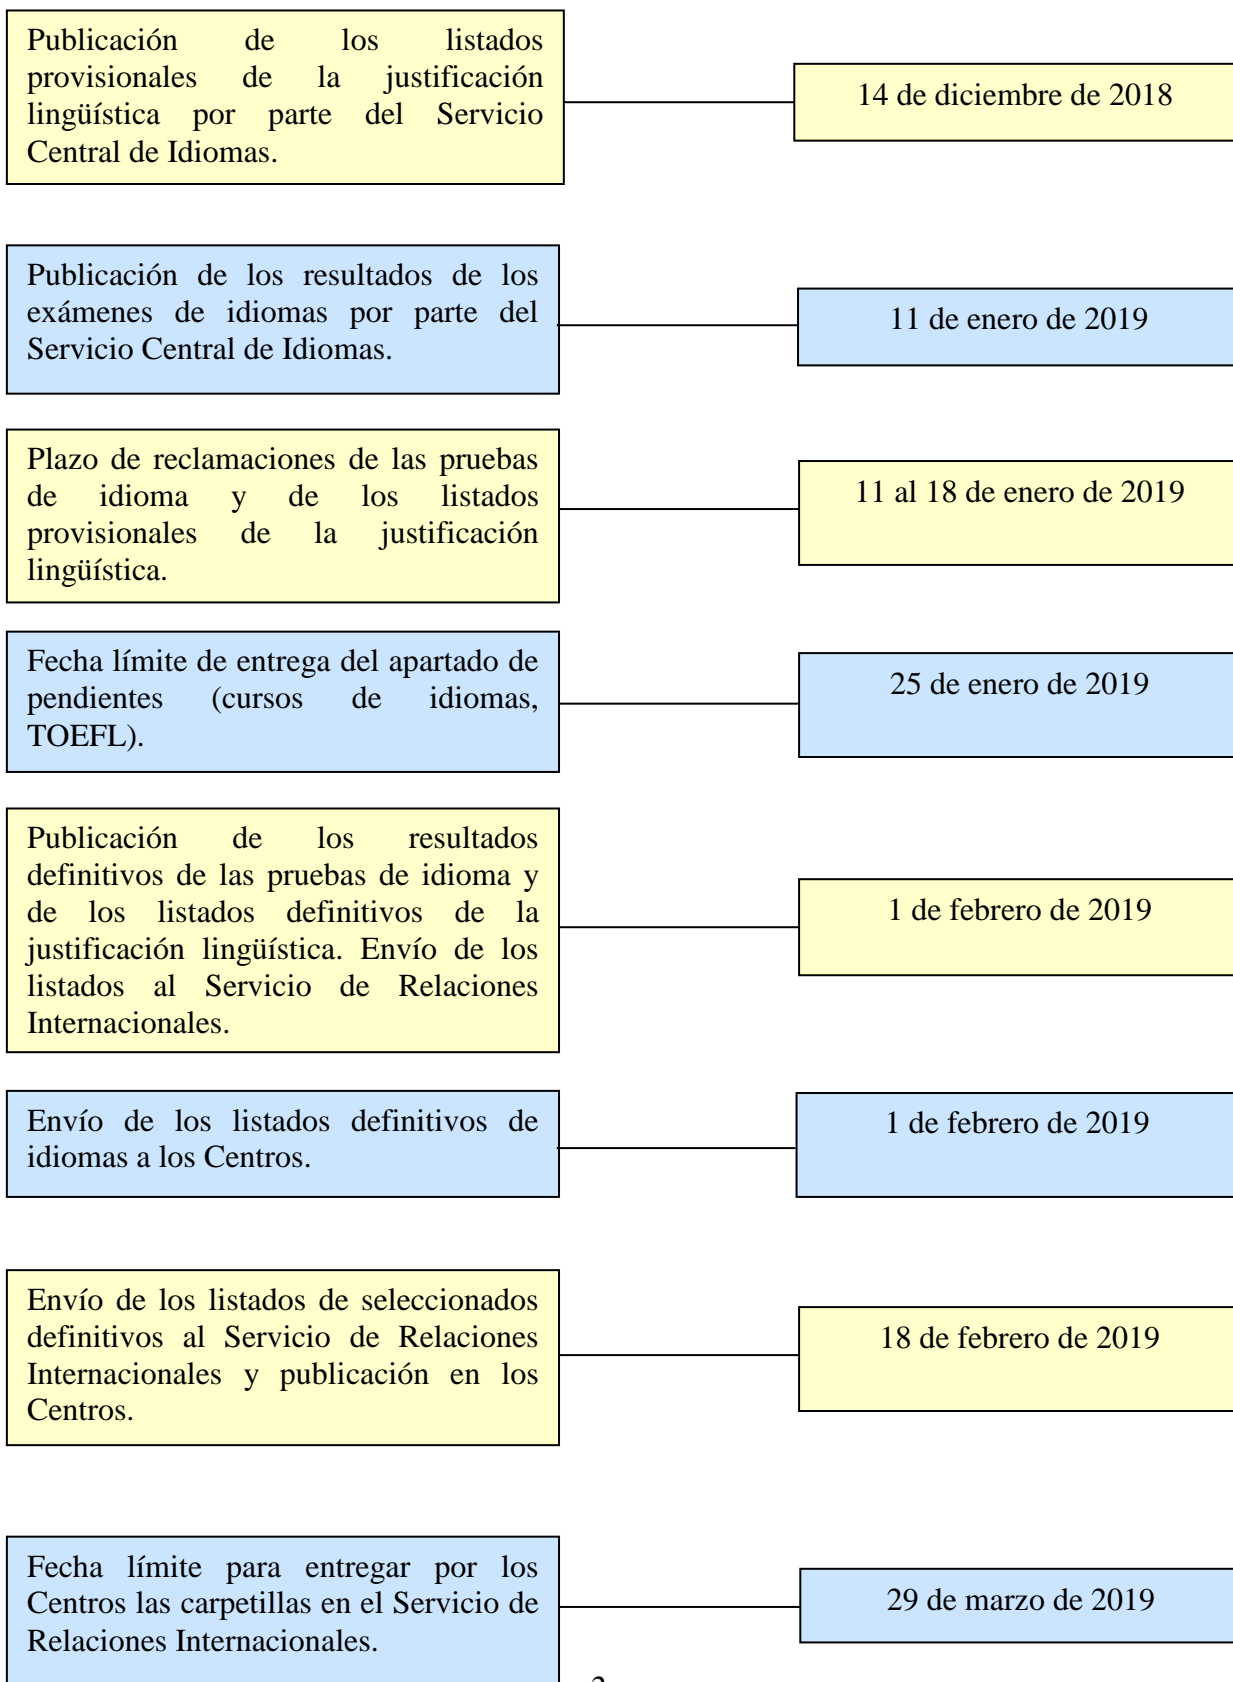 Publicación de los listados
provisionales de la justificación
lingüística por parte del Servicio
Central de Idiomas.
14 de diciembre de 2018
Publicación de los resultados de los
exámenes de idiomas por parte del
Servicio Central de Idiomas.
11 de enero de 2019
Plazo de reclamaciones de las pruebas
de idioma y de los listados
provisionales de la justificación
lingüística.
11 al 18 de enero de 2019
Fecha límite de entrega del apartado de
pendientes (cursos de idiomas,
TOEFL).
25 de enero de 2019
Publicación de los resultados
definitivos de las pruebas de idioma y
de los listados definitivos de la
justificación lingüística. Envío de los
listados al Servicio de Relaciones
Internacionales.
1 de febrero de 2019
Envío de los listados definitivos de
idiomas a los Centros.
1 de febrero de 2019
Envío de los listados de seleccionados
definitivos al Servicio de Relaciones
Internacionales y publicación en los
Centros.
18 de febrero de 2019
Fecha límite para entregar por los
Centros las carpetillas en el Servicio de
Relaciones Internacionales.
29 de marzo de 2019